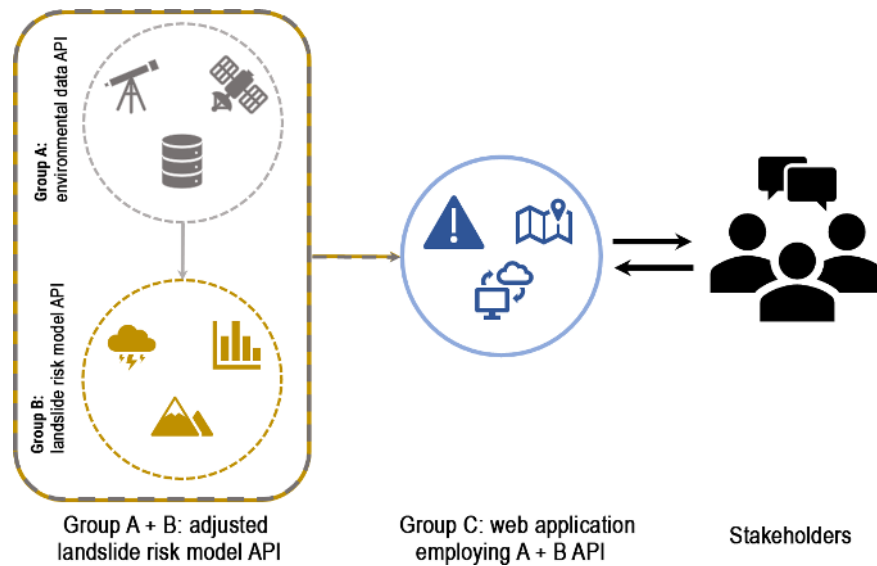 Group A:
environmental data API
Group B:
landslide risk model API
Group A + B: adjusted
landslide risk model API
Group C: web application
employing A + B API
Stakeholders